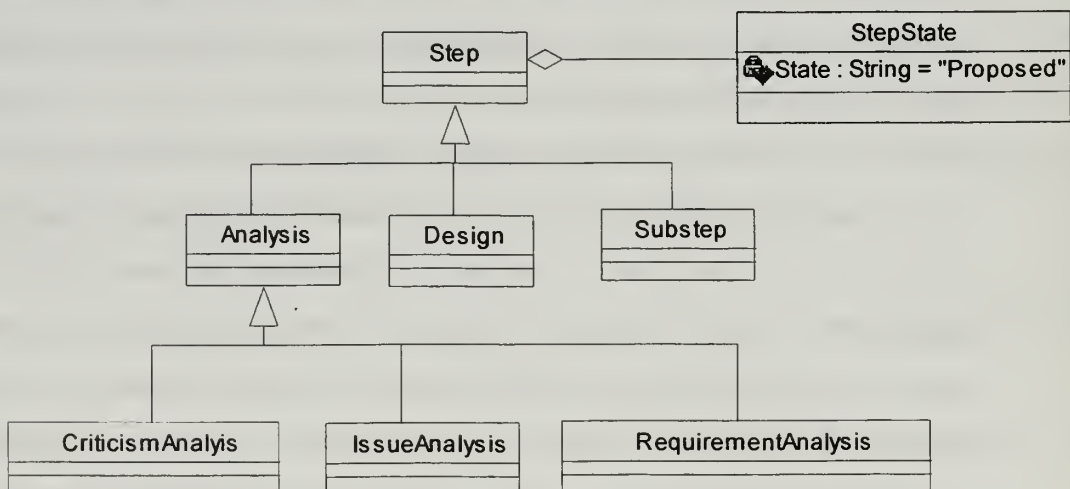 Step
StepState
State : String = "Proposed"
Analysis
Design
Substep
CriticismAnalyis
IssueAnalysis
RequirementAnalysis